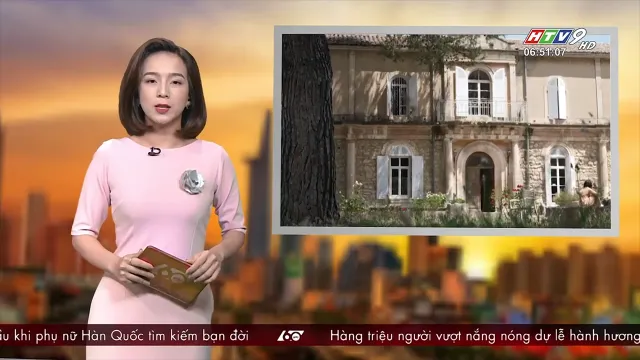 HTV9 HD
06:51:07
ầu khi phụ nữ Hàn Quốc tìm kiếm bạn đời
60
Hàng triệu người vượt nắng nóng dự lễ hành hương